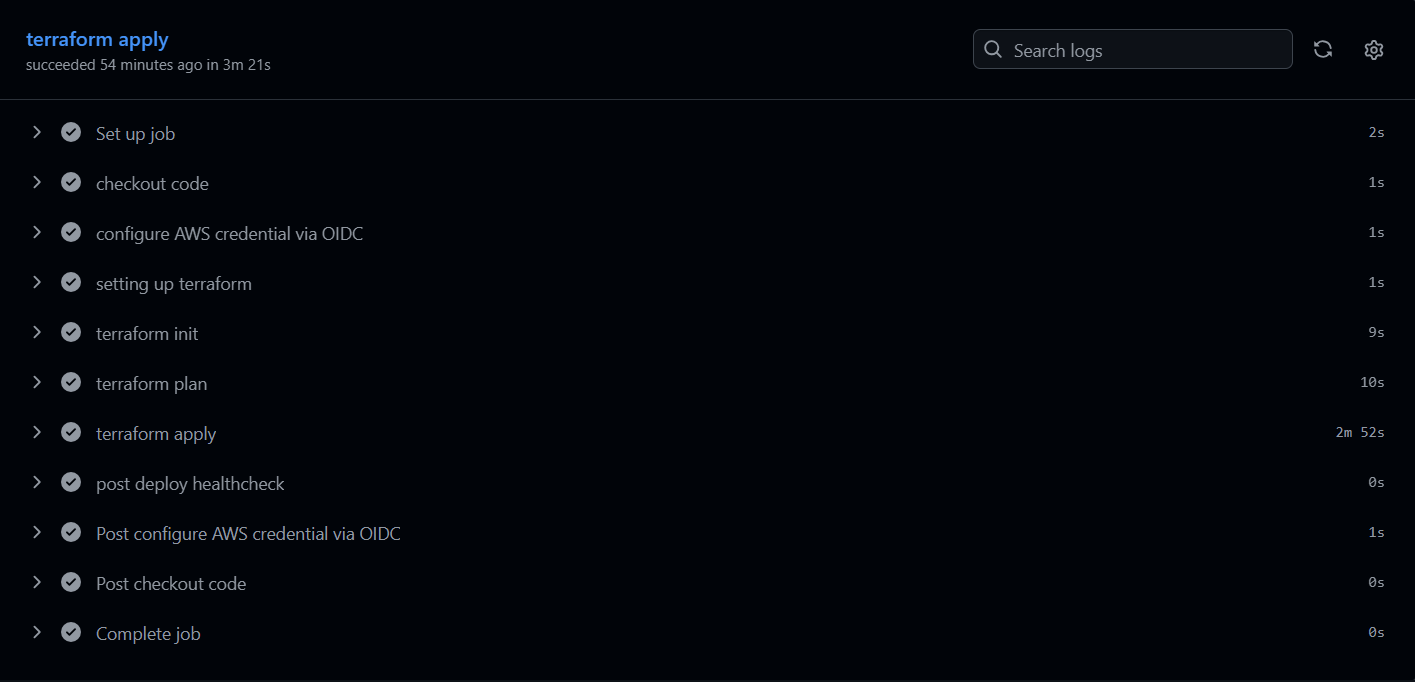 terraform apply
succeeded 54 minutes ago in 3m 21s
Search logs
Set up job 2s
checkout code 1s
configure AWS credential via OIDC 1s
setting up terraform 1s
terraform init 9s
terraform plan 10s
terraform apply 2m 52s
post deploy healthcheck 0s
Post configure AWS credential via OIDC 1s
Post checkout code 0s
Complete job 0s